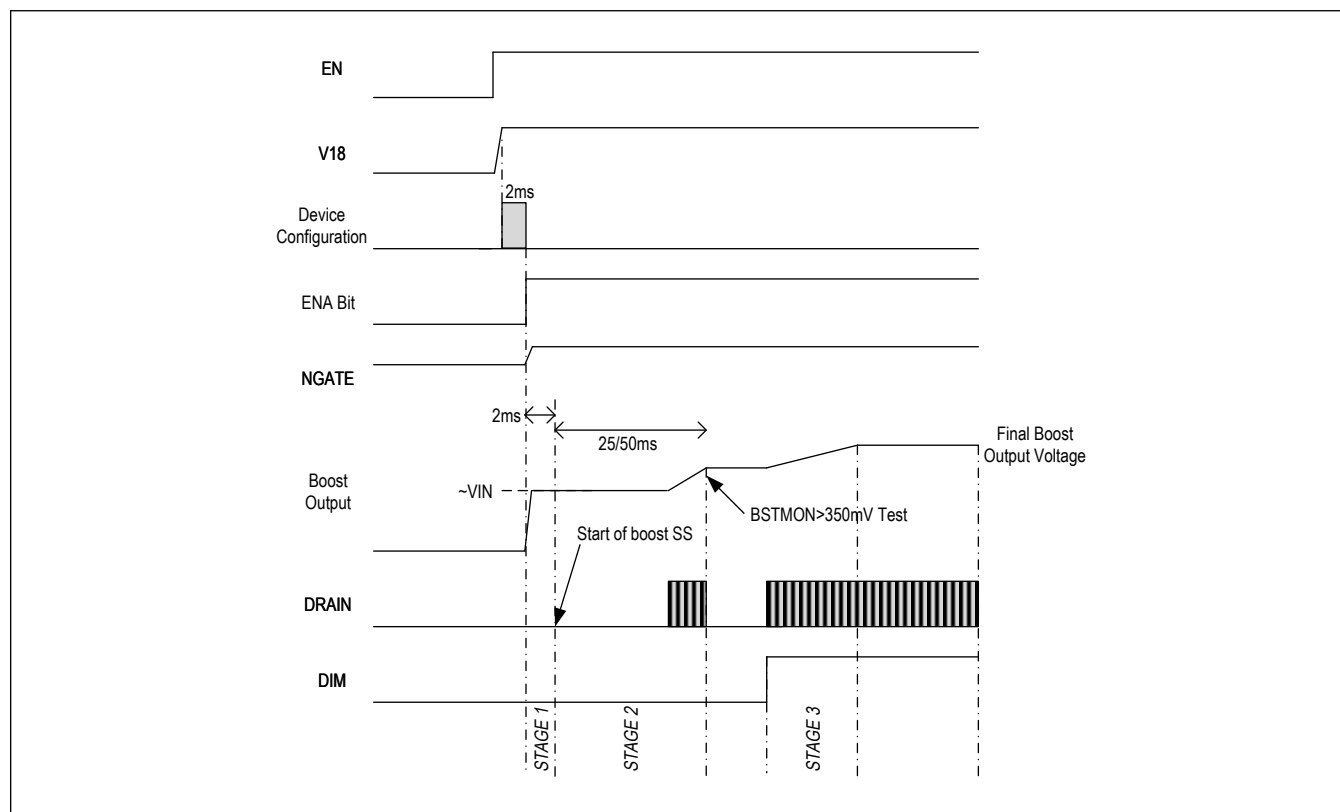 EN
V18
2ms
Device
Configuration
ENA Bit
NGATE
2ms
25/50ms
Final Boost
Output Voltage
Boost
Output
~VIN
BSTMON>350mV Test
Start of boost SS
DRAIN
DIM
STAGE 1
STAGE 2
STAGE 3